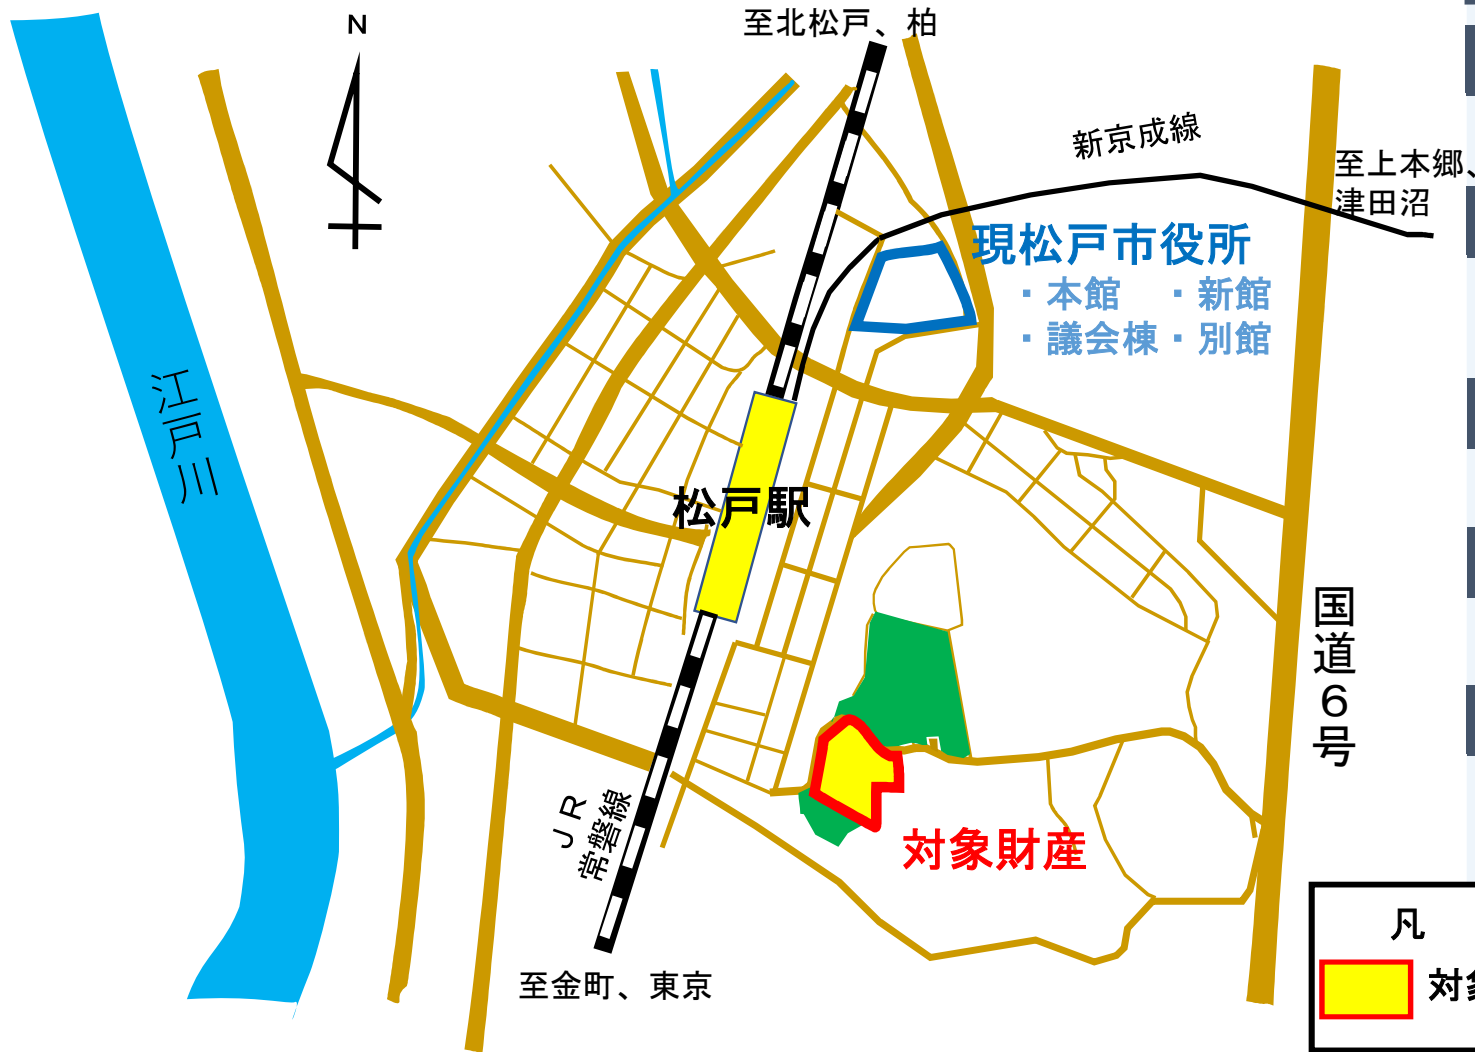 N
至北松戸、柏
新京成線
至上本郷、
津田沼
現松戸市役所
・本館　・新館
・議会棟・別館
江戸川
松戸駅
国道６号
ＪＲ
常磐線
対象財産
至金町、東京
凡
対